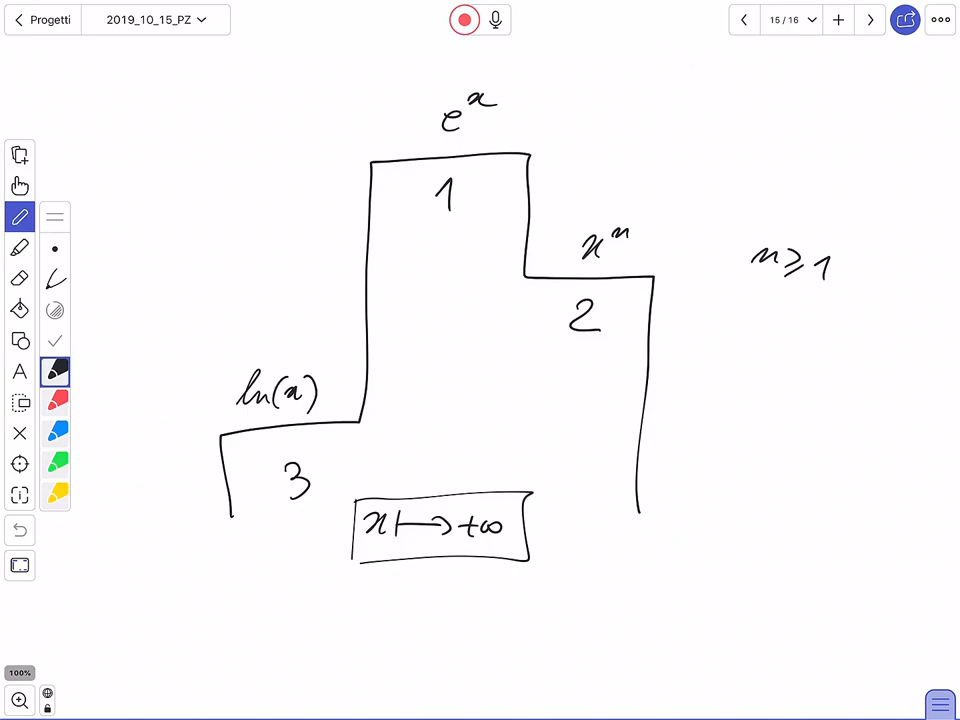 Progetti
2019_10_15_PZ
15 / 16
e^x
1
x^n
n ≥ 1
2
ln(x)
3
x ↦ +∞
A
100%